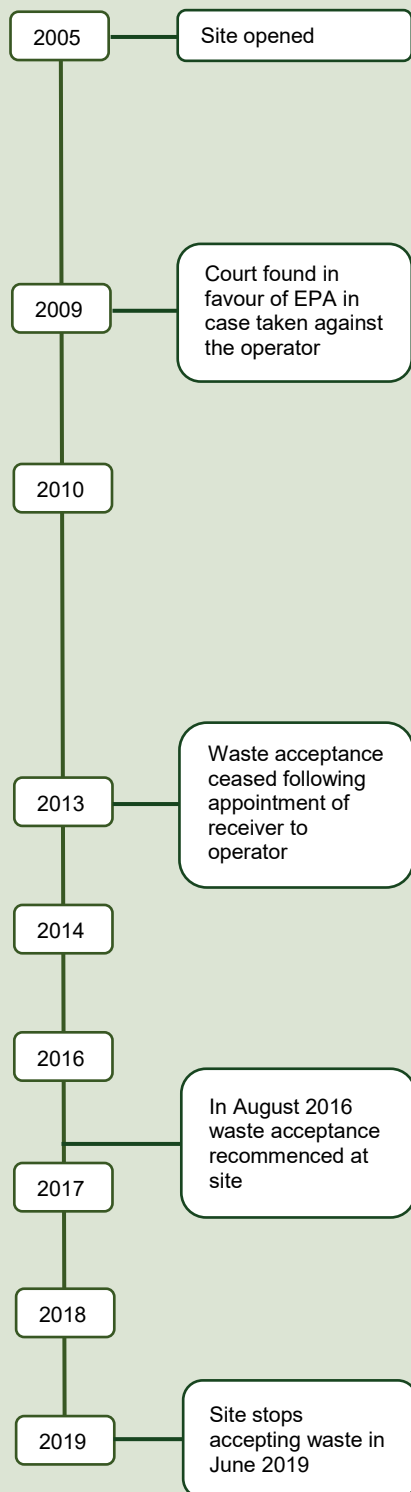 2005
Site opened
2009
Court found in
favour of EPA in
case taken against
the operator
2010
2013
Waste acceptance
ceased following
appointment of
receiver to
operator
2014
2016
In August 2016
waste acceptance
recommenced at
site
2017
2018
2019
Site stops
accepting waste in
June 2019